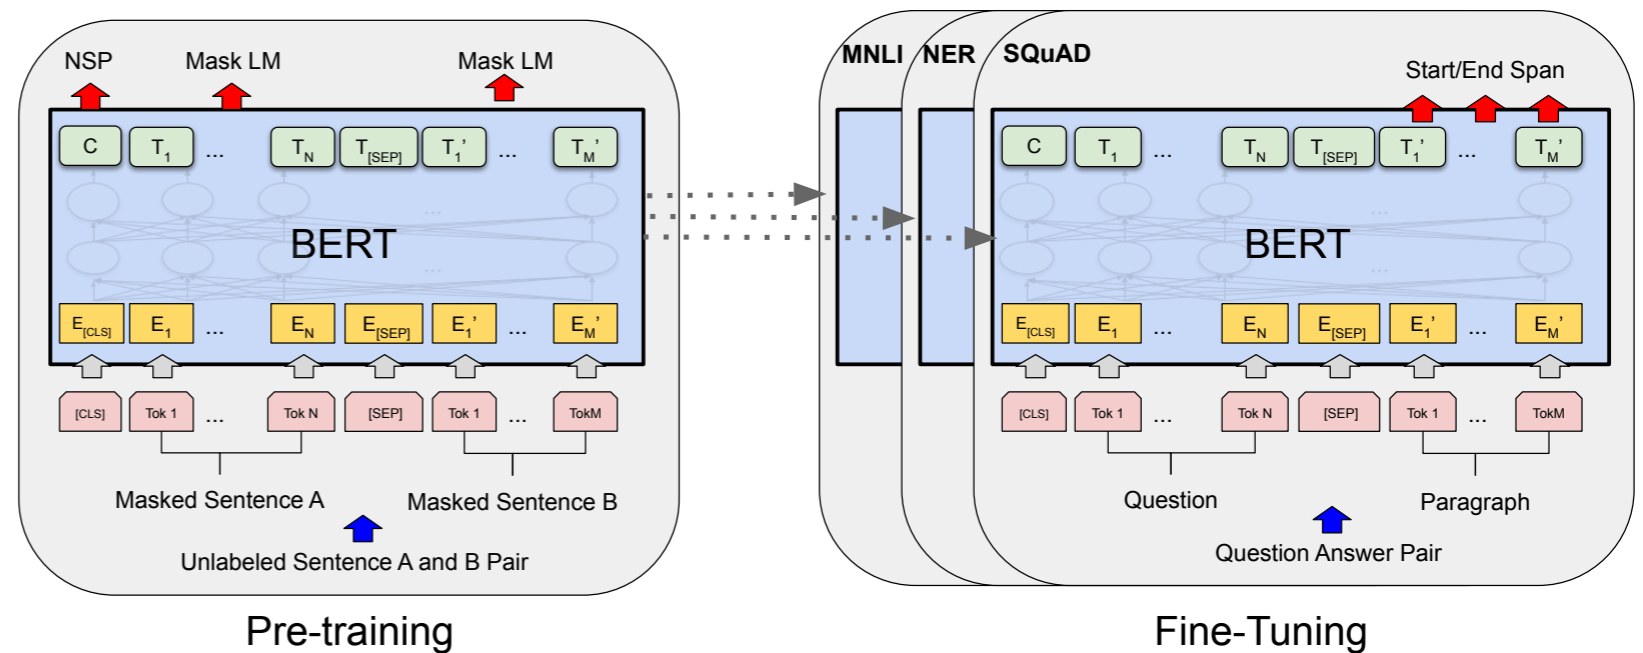 NSP Mask LM Mask LM
C T1 ... TN T[SEP] T1’ ... TM’
...
BERT
...
E[CLS] E1 ... EN E[SEP] E1’ ... EM’
[CLS] Tok 1 ... Tok N [SEP] Tok 1 ... TokM
Masked Sentence A Masked Sentence B
Unlabeled Sentence A and B Pair
Pre-training
MNLI NER SQuAD
Start/End Span
C T1 ... TN T[SEP] T1’ ... TM’
...
BERT
...
E[CLS] E1 ... EN E[SEP] E1’ ... EM’
[CLS] Tok 1 ... Tok N [SEP] Tok 1 ... TokM
Question Paragraph
Question Answer Pair
Fine-Tuning